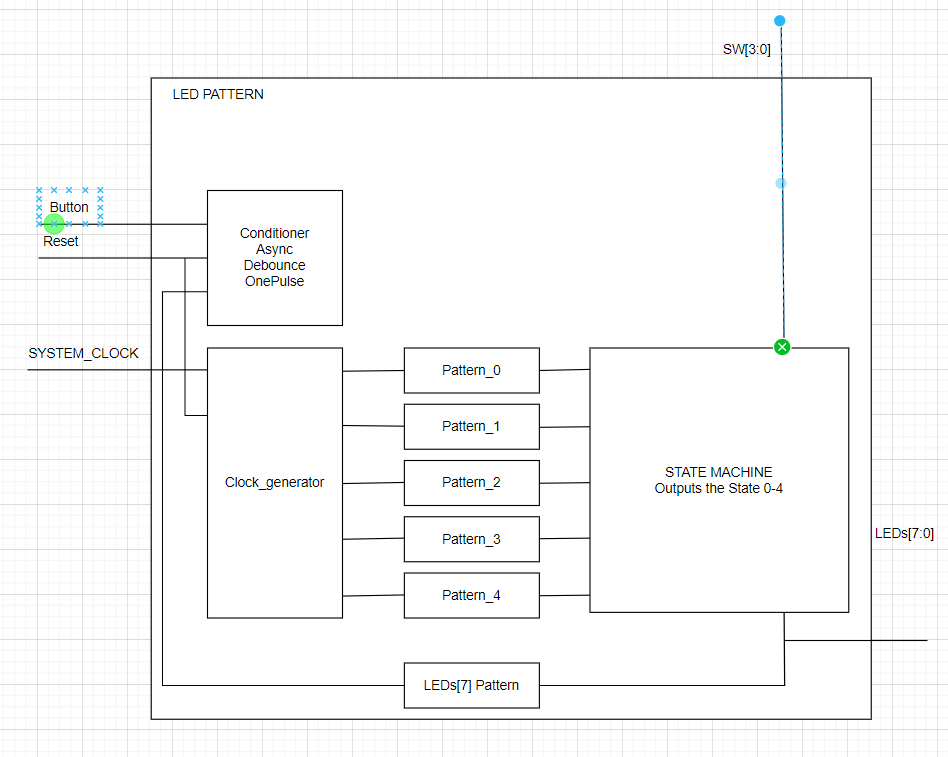 SW[3:0]
LED PATTERN
Button
Reset
Conditioner
Async
Debounce
OnePulse
SYSTEM_CLOCK
Clock_generator
Pattern_0
Pattern_1
Pattern_2
Pattern_3
Pattern_4
STATE MACHINE
Outputs the State 0-4
LEDs[7:0]
LEDs[7] Pattern